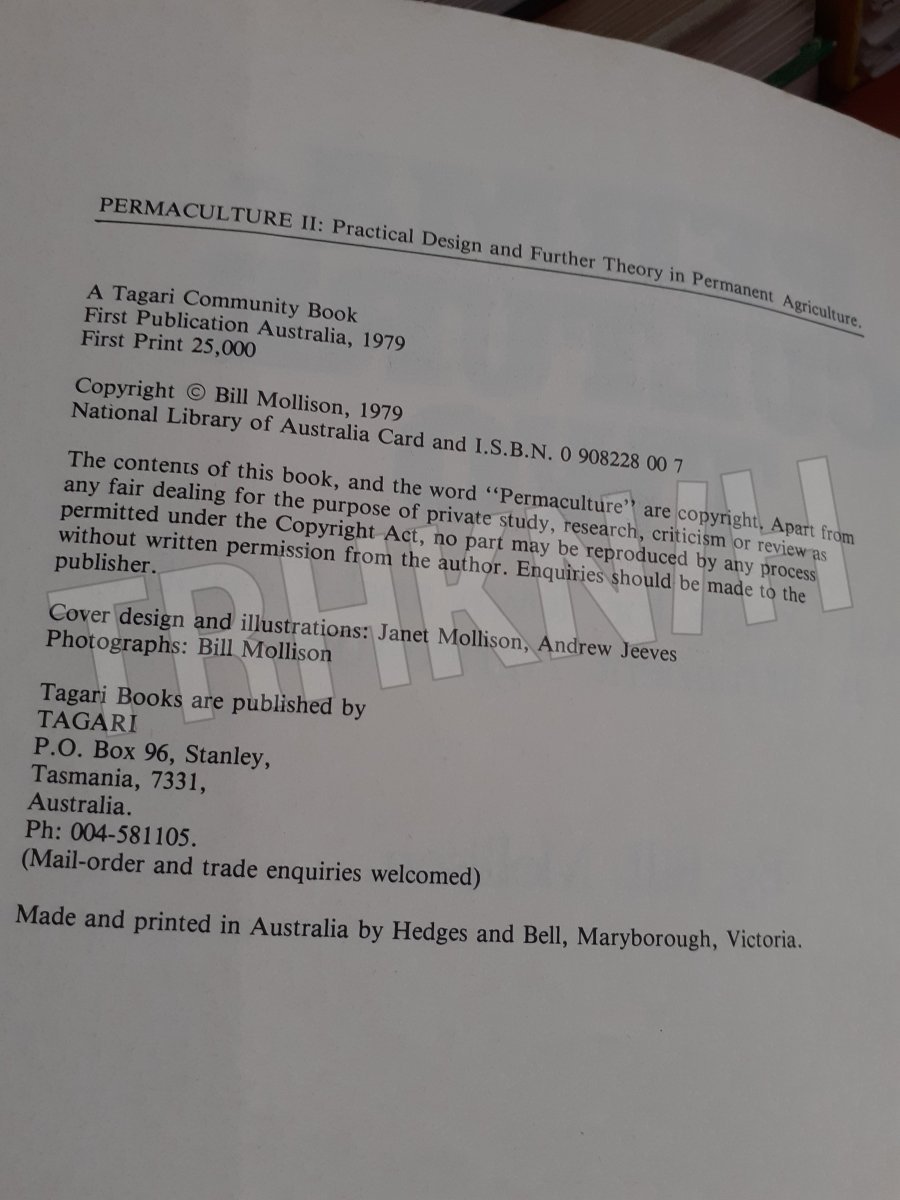 PERMACULTURE II: Practical Design and Further Theory in Permanent Agriculture.
A Tagari Community Book
First Publication Australia, 1979
First Print 25,000
Copyright © Bill Mollison, 1979
National Library of Australia Card and I.S.B.N. 0 908228 00 7
The contents of this book, and the word “Permaculture” are copyright. Apart from
any fair dealing for the purpose of private study, research, criticism or review as
permitted under the Copyright Act, no part may be reproduced by any process
without written permission from the author. Enquiries should be made to the
publisher.
Cover design and illustrations: Janet Mollison, Andrew Jeeves
Photographs: Bill Mollison
Tagari Books are published by
TAGARI
P.O. Box 96, Stanley,
Tasmania, 7331,
Australia.
Ph: 004-581105.
(Mail-order and trade enquiries welcomed)
Made and printed in Australia by Hedges and Bell, Maryborough, Victoria.
TRHKNIH